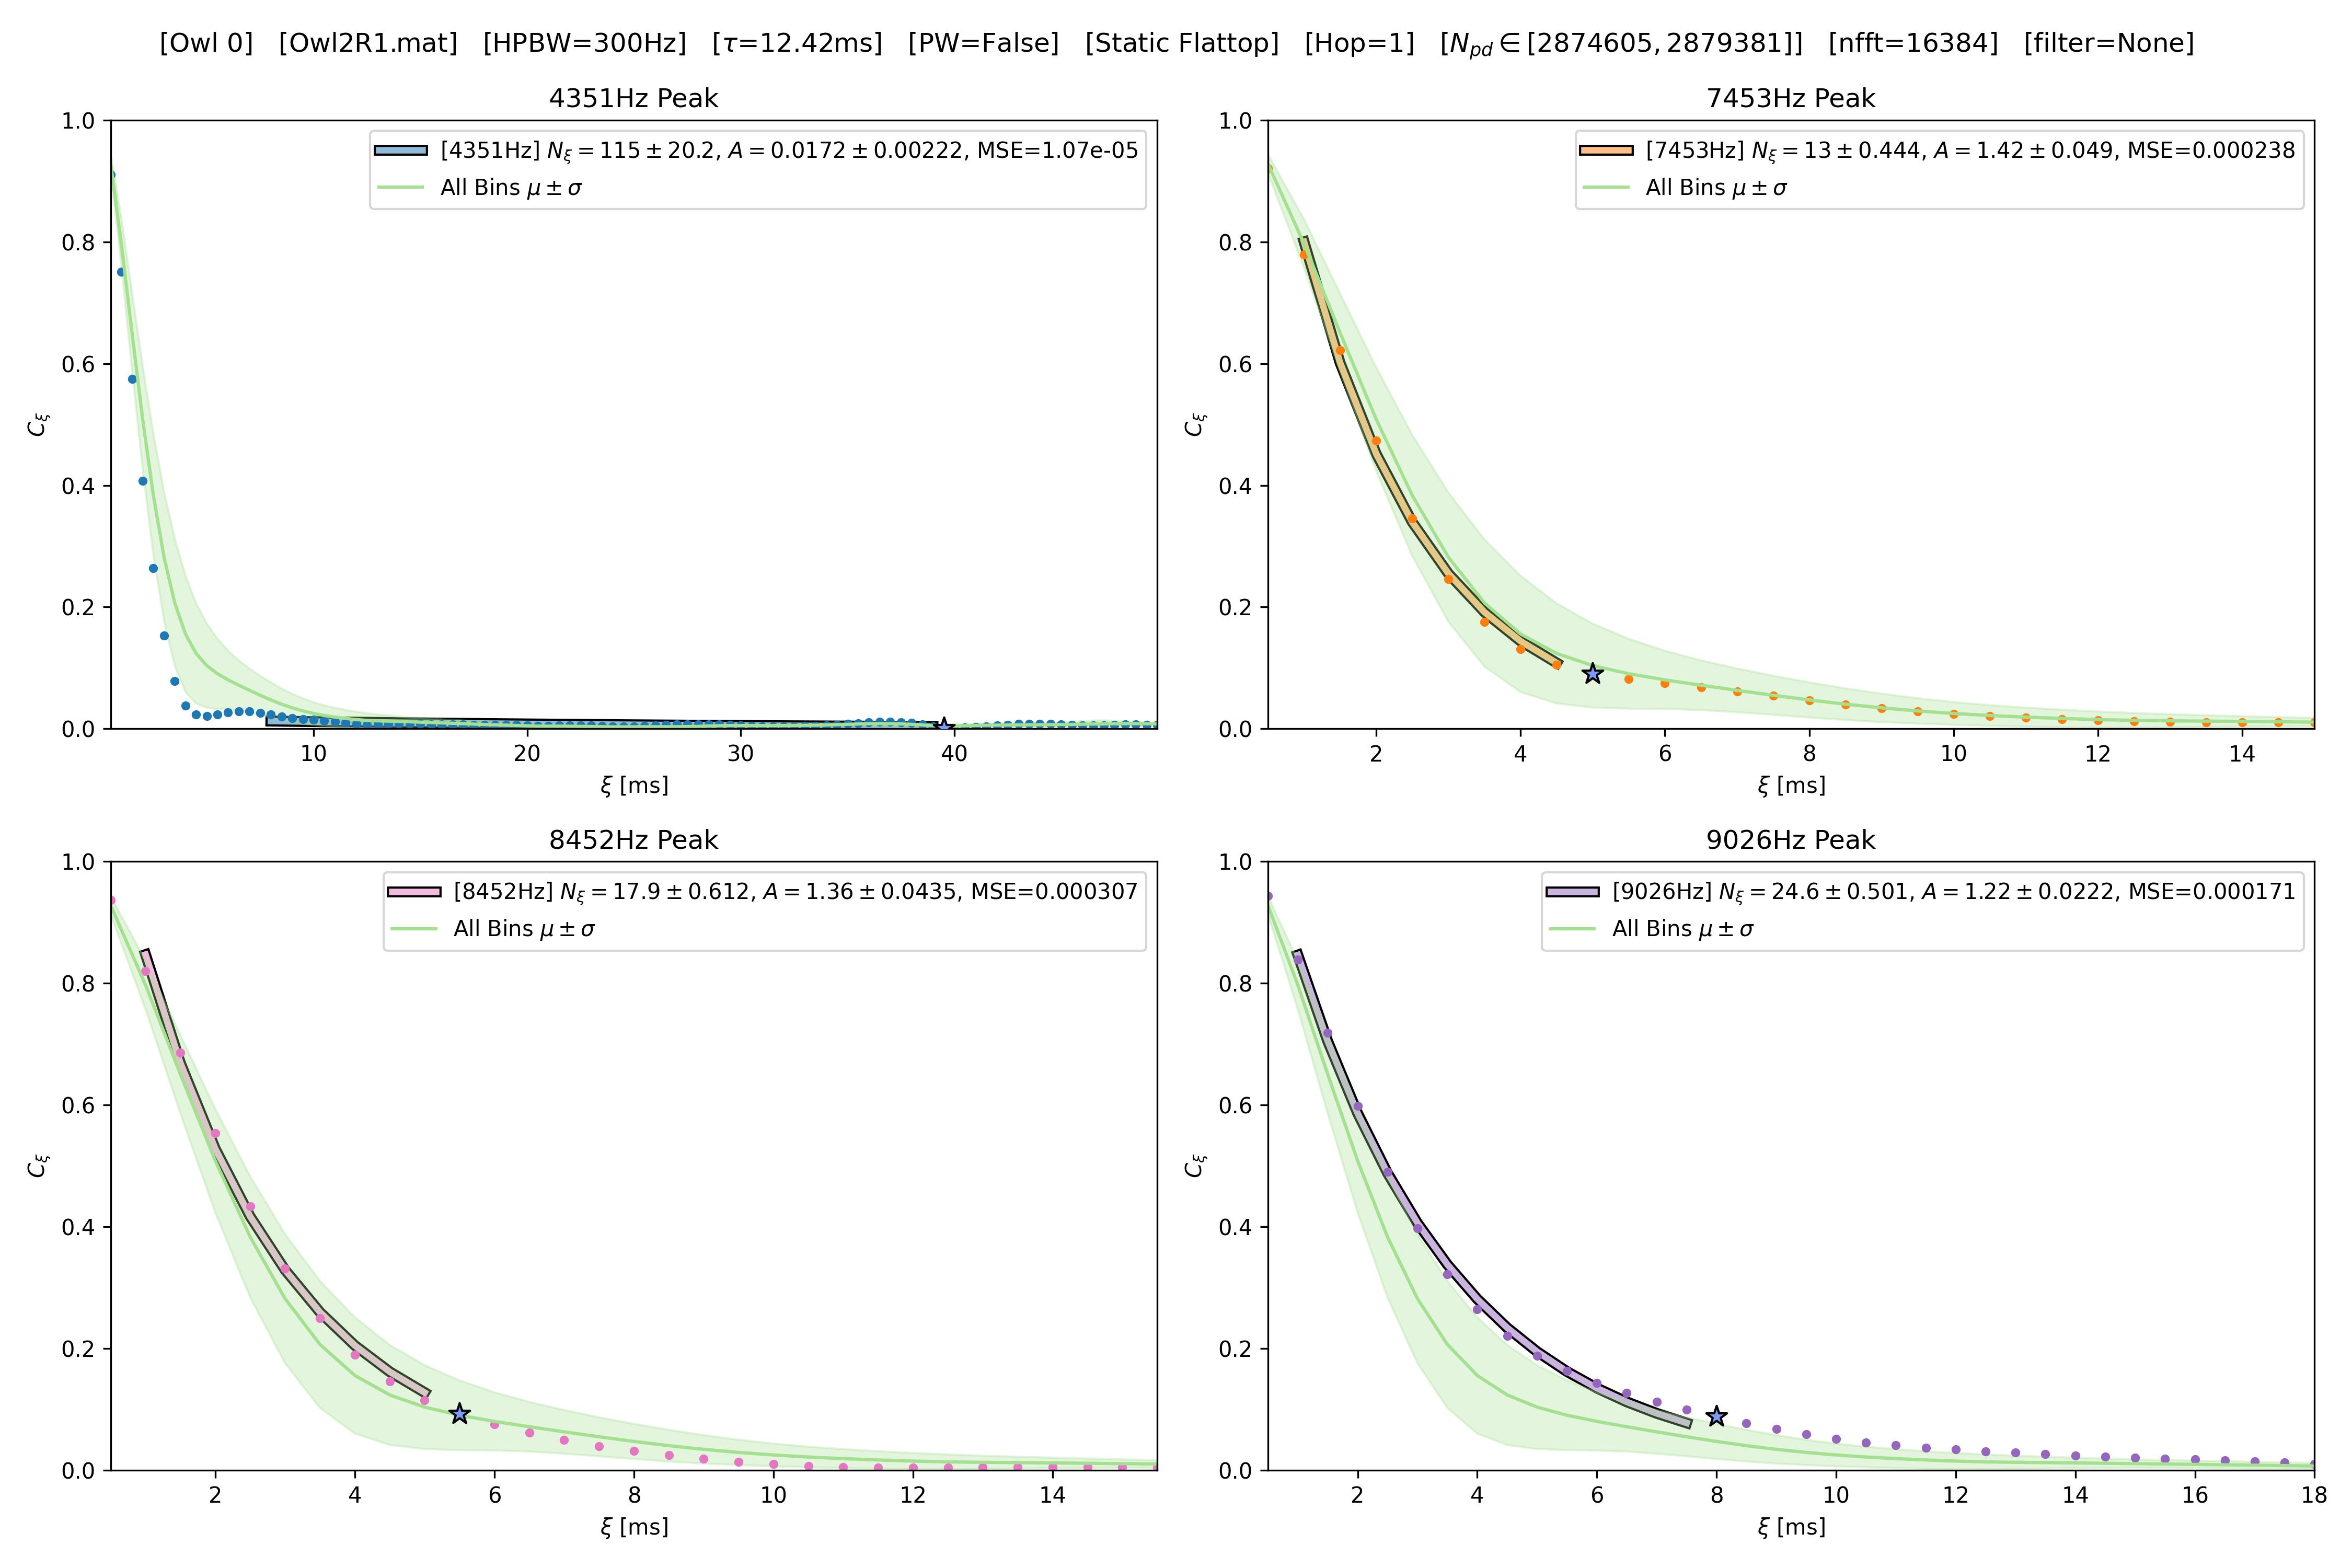 [Owl 0] [Owl2R1.mat] [HPBW=300Hz] [τ=12.42ms] [PW=False] [Static Flattop] [Hop=1] [N_pd ∈ [2874605, 2879381]] [nfft=16384] [filter=None]
4351Hz Peak
[4351Hz] N_ξ = 115 ± 20.2, A = 0.0172 ± 0.00222, MSE=1.07e-05
All Bins μ ± σ
1.0
0.8
0.6
0.4
0.2
0.0
C_ξ
10 20 30 40
ξ [ms]
7453Hz Peak
[7453Hz] N_ξ = 13 ± 0.444, A = 1.42 ± 0.049, MSE=0.000238
All Bins μ ± σ
1.0
0.8
0.6
0.4
0.2
0.0
C_ξ
2 4 6 8 10 12 14
ξ [ms]
8452Hz Peak
[8452Hz] N_ξ = 17.9 ± 0.612, A = 1.36 ± 0.0435, MSE=0.000307
All Bins μ ± σ
1.0
0.8
0.6
0.4
0.2
0.0
C_ξ
2 4 6 8 10 12 14
ξ [ms]
9026Hz Peak
[9026Hz] N_ξ = 24.6 ± 0.501, A = 1.22 ± 0.0222, MSE=0.000171
All Bins μ ± σ
1.0
0.8
0.6
0.4
0.2
0.0
C_ξ
2 4 6 8 10 12 14 16 18
ξ [ms]